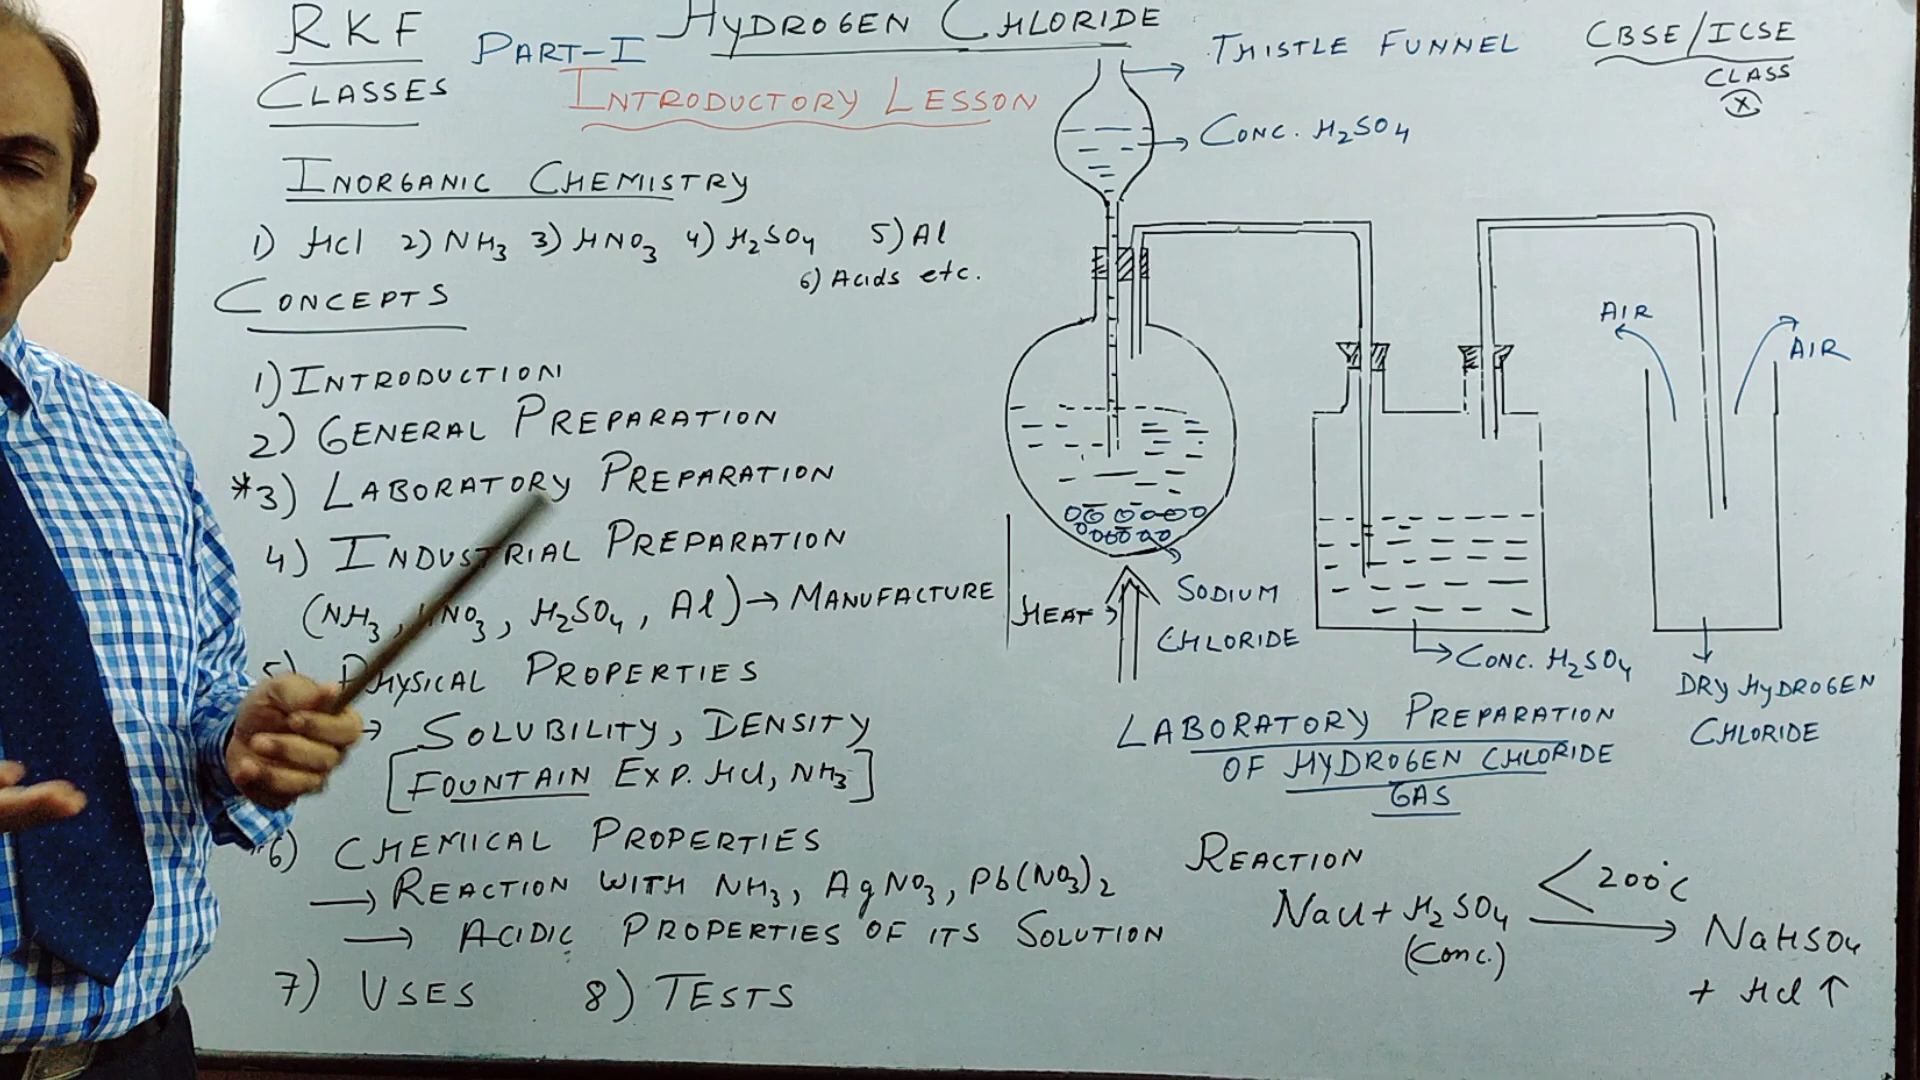 RKF
CLASSES
PART-I
HYDROGEN CHLORIDE
INTRODUCTORY LESSON
CBSE/ICSE
CLASS
X
INORGANIC CHEMISTRY
1) HCl 2) NH3 3) HNO3 4) H2SO4 5) Al
6) Acids etc.
CONCEPTS
1) INTRODUCTION
2) GENERAL PREPARATION
*3) LABORATORY PREPARATION
4) INDUSTRIAL PREPARATION
(NH3, HNO3, H2SO4, Al) → MANUFACTURE
5) PHYSICAL PROPERTIES
→ SOLUBILITY, DENSITY
[FOUNTAIN EXP. HCl, NH3]
*6) CHEMICAL PROPERTIES
→ REACTION WITH NH3, AgNO3, Pb(NO3)2
→ ACIDIC PROPERTIES OF ITS SOLUTION
7) USES 8) TESTS
→ THISTLE FUNNEL
→ CONC. H2SO4
AIR
AIR
HEAT →
SODIUM
CHLORIDE
→ CONC. H2SO4
DRY HYDROGEN
CHLORIDE
LABORATORY PREPARATION
OF HYDROGEN CHLORIDE
GAS
REACTION
< 200°C
NaCl + H2SO4 → NaHSO4
(Conc.)
+ HCl ↑